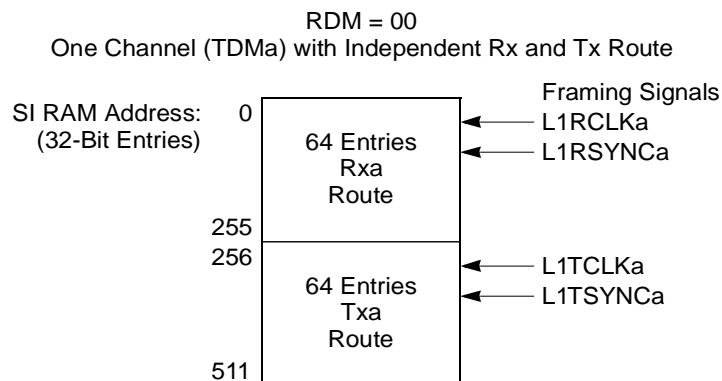 RDM = 00
One Channel (TDMa) with Independent Rx and Tx Route
Framing Signals
SI RAM Address: 0
(32-Bit Entries)
L1RCLKa
64 Entries
Rxa
Route
L1RSYNCa
255
256
L1TCLKa
64 Entries
Txa
Route
L1TSYNCa
511